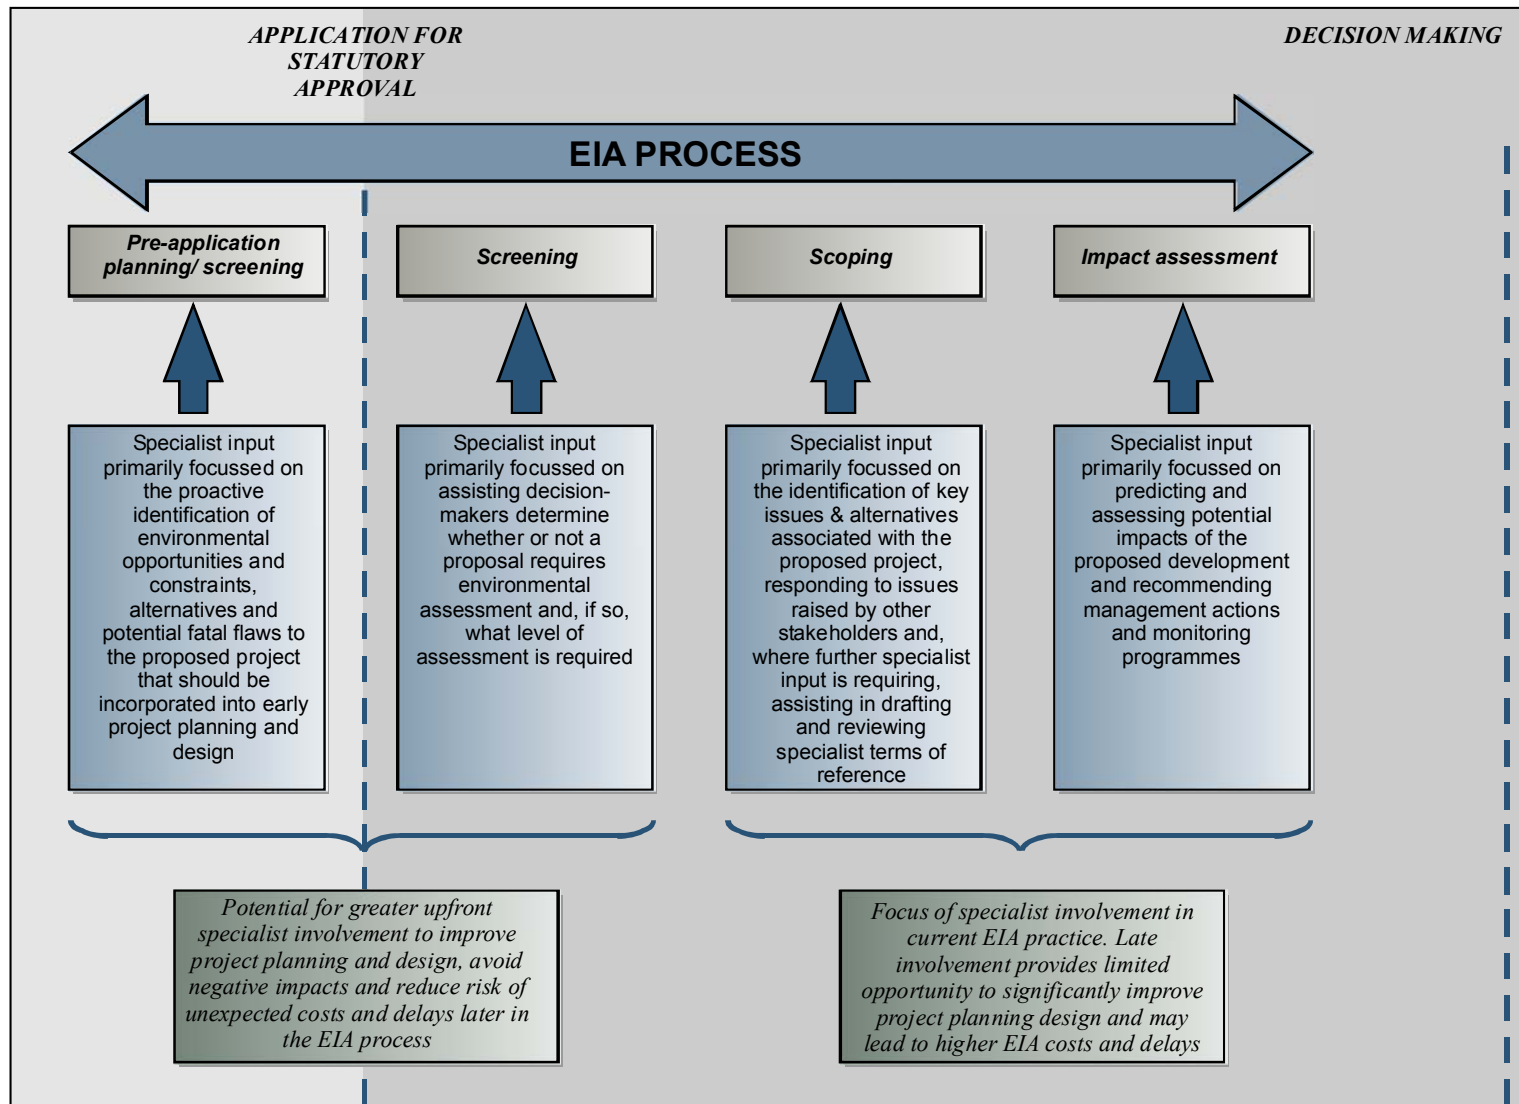 APPLICATION FOR
STATUTORY
APPROVAL
DECISION MAKING
EIA PROCESS
Pre-application
planning/ screening
Screening
Scoping
Impact assessment
Specialist input
primarily focussed on
the proactive
identification of
environmental
opportunities and
constraints,
alternatives and
potential fatal flaws to
the proposed project
that should be
incorporated into early
project planning and
design
Specialist input
primarily focussed on
assisting decision-
makers determine
whether or not a
proposal requires
environmental
assessment and, if so,
what level of
assessment is required
Specialist input
primarily focussed on
the identification of key
issues & alternatives
associated with the
proposed project,
responding to issues
raised by other
stakeholders and,
where further specialist
input is requiring,
assisting in drafting
and reviewing
specialist terms of
reference
Specialist input
primarily focussed on
predicting and
assessing potential
impacts of the
proposed development
and recommending
management actions
and monitoring
programmes
Potential for greater upfront
specialist involvement to improve
project planning and design, avoid
negative impacts and reduce risk of
unexpected costs and delays later in
the EIA process
Focus of specialist involvement in
current EIA practice. Late
involvement provides limited
opportunity to significantly improve
project planning design and may
lead to higher EIA costs and delays